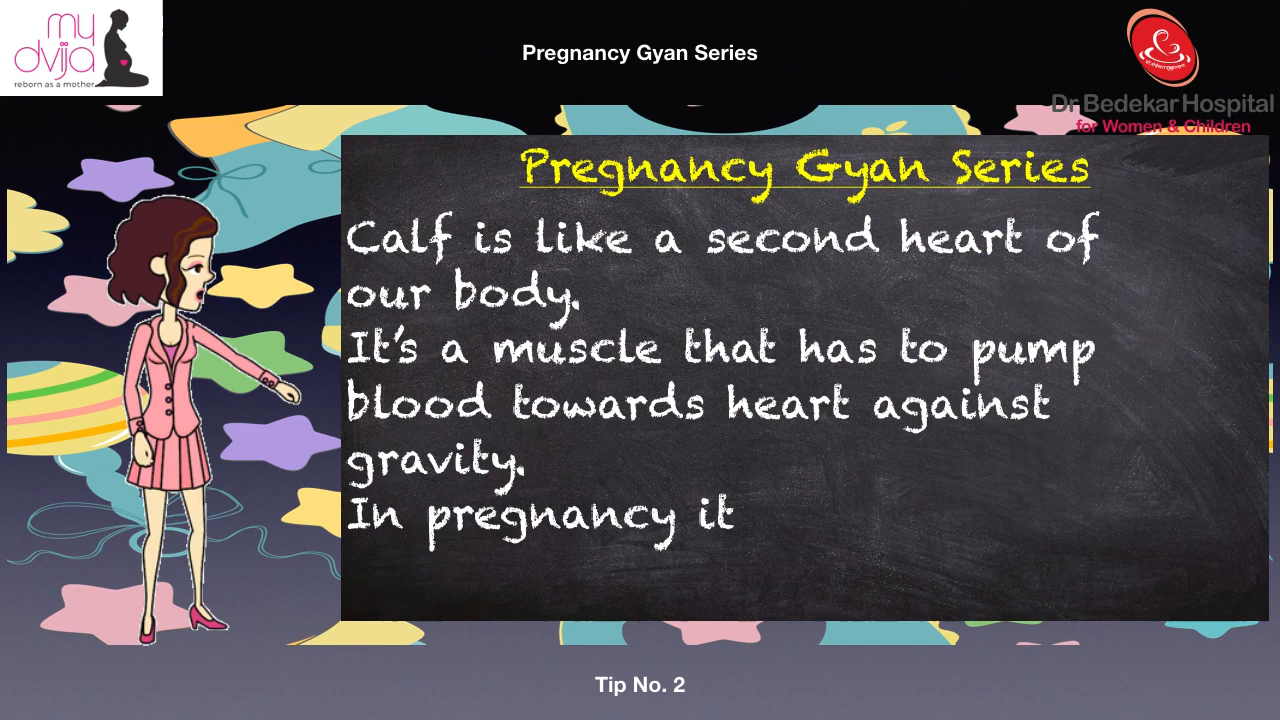 my
dvija
reborn as a mother
Pregnancy Gyan Series
Dr Bedekar Hospital
for Women & Children
Pregnancy Gyan Series
Calf is like a second heart of
our body.
It's a muscle that has to pump
blood towards heart against
gravity.
In pregnancy it
Tip No. 2